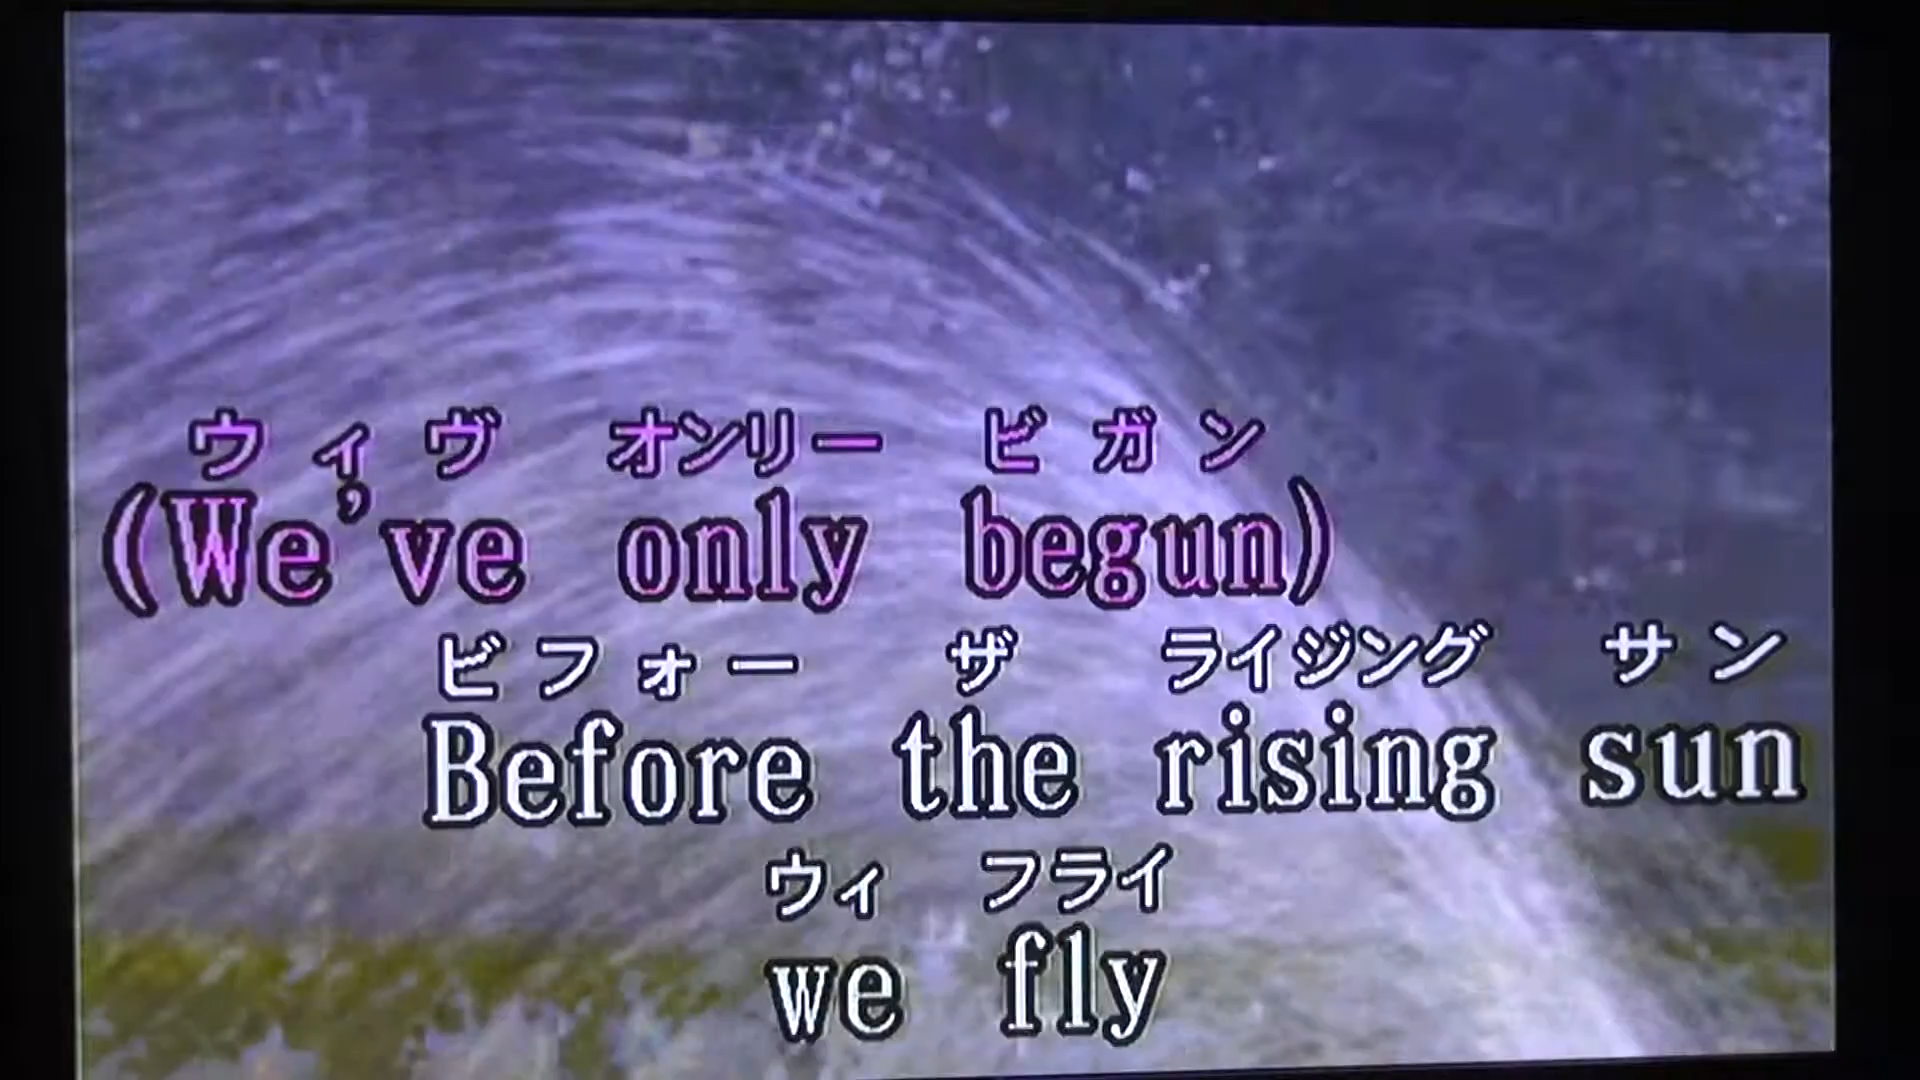 ウィヴ オンリー ビガン
(We've only begun)
ビフォー ザ ライジング サン
Before the rising sun
ウィ フライ
we fly